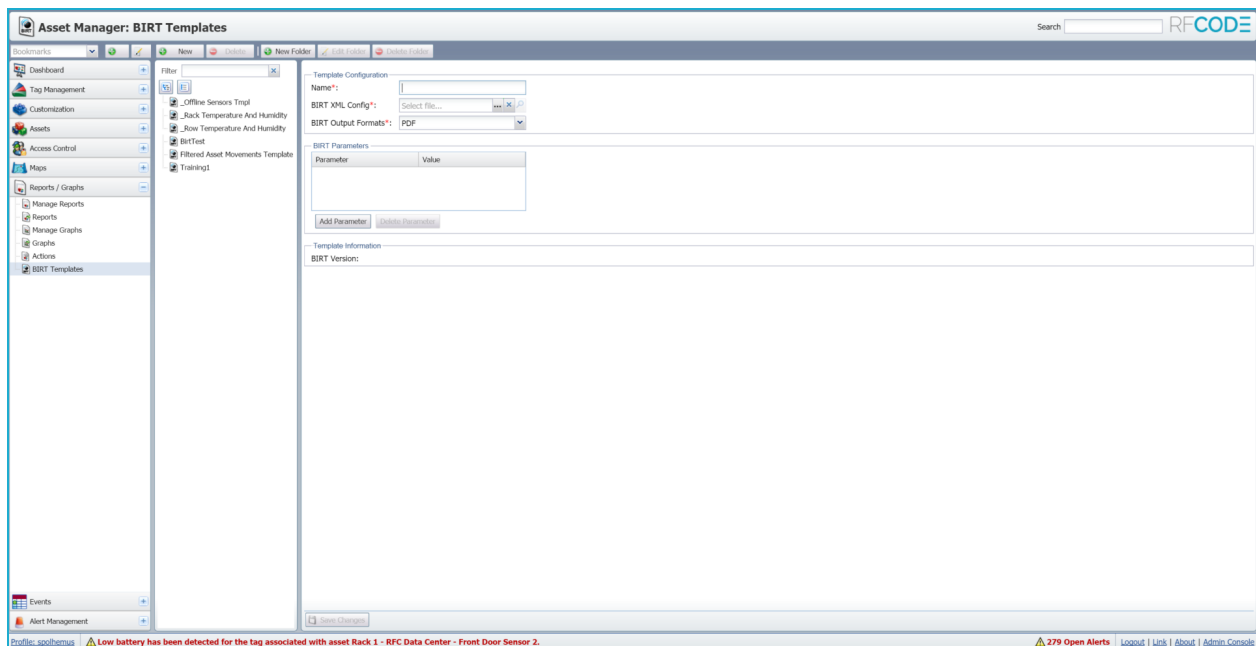 Asset Manager: BIRT Templates
Search
RFCODE
Bookmarks
New
Delete
New Folder
Edit Folder
Delete Folder
Dashboard
Tag Management
Customization
Assets
Access Control
Maps
Reports / Graphs
Manage Reports
Reports
Manage Graphs
Graphs
Actions
BIRT Templates
Events
Alert Management
Filter
_Offline Sensors Tmpl
_Rack Temperature And Humidity
_Row Temperature And Humidity
BirtTest
Filtered Asset Movements Template
Training1
Template Configuration
Name*:
BIRT XML Config*: Select file... ...
BIRT Output Formats*: PDF
BIRT Parameters
Parameter Value
Add Parameter Delete Parameter
Template Information
BIRT Version:
Save Changes
Profile: spolhemus Low battery has been detected for the tag associated with asset Rack 1 - RFC Data Center - Front Door Sensor 2. 279 Open Alerts Logout | Link | About | Admin Console